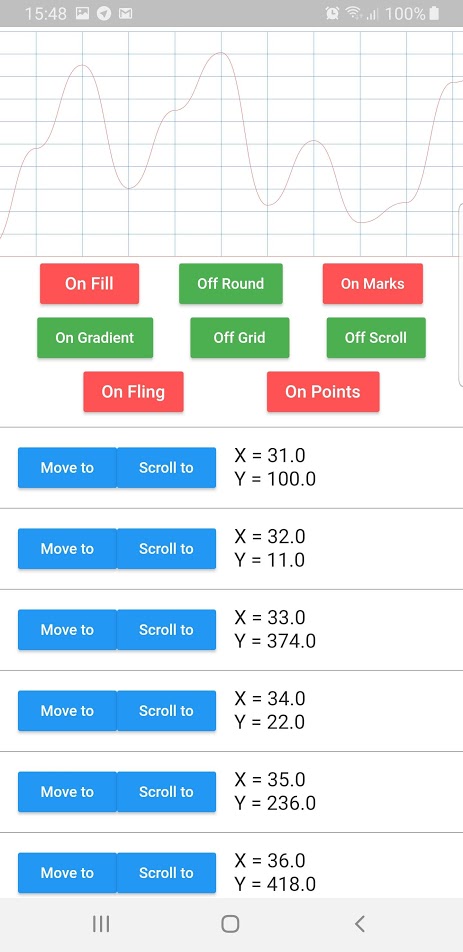 15:48 100%
On Fill Off Round On Marks
On Gradient Off Grid Off Scroll
On Fling On Points
Move to Scroll to X = 31.0
Y = 100.0
Move to Scroll to X = 32.0
Y = 11.0
Move to Scroll to X = 33.0
Y = 374.0
Move to Scroll to X = 34.0
Y = 22.0
Move to Scroll to X = 35.0
Y = 236.0
Move to Scroll to X = 36.0
Y = 418.0